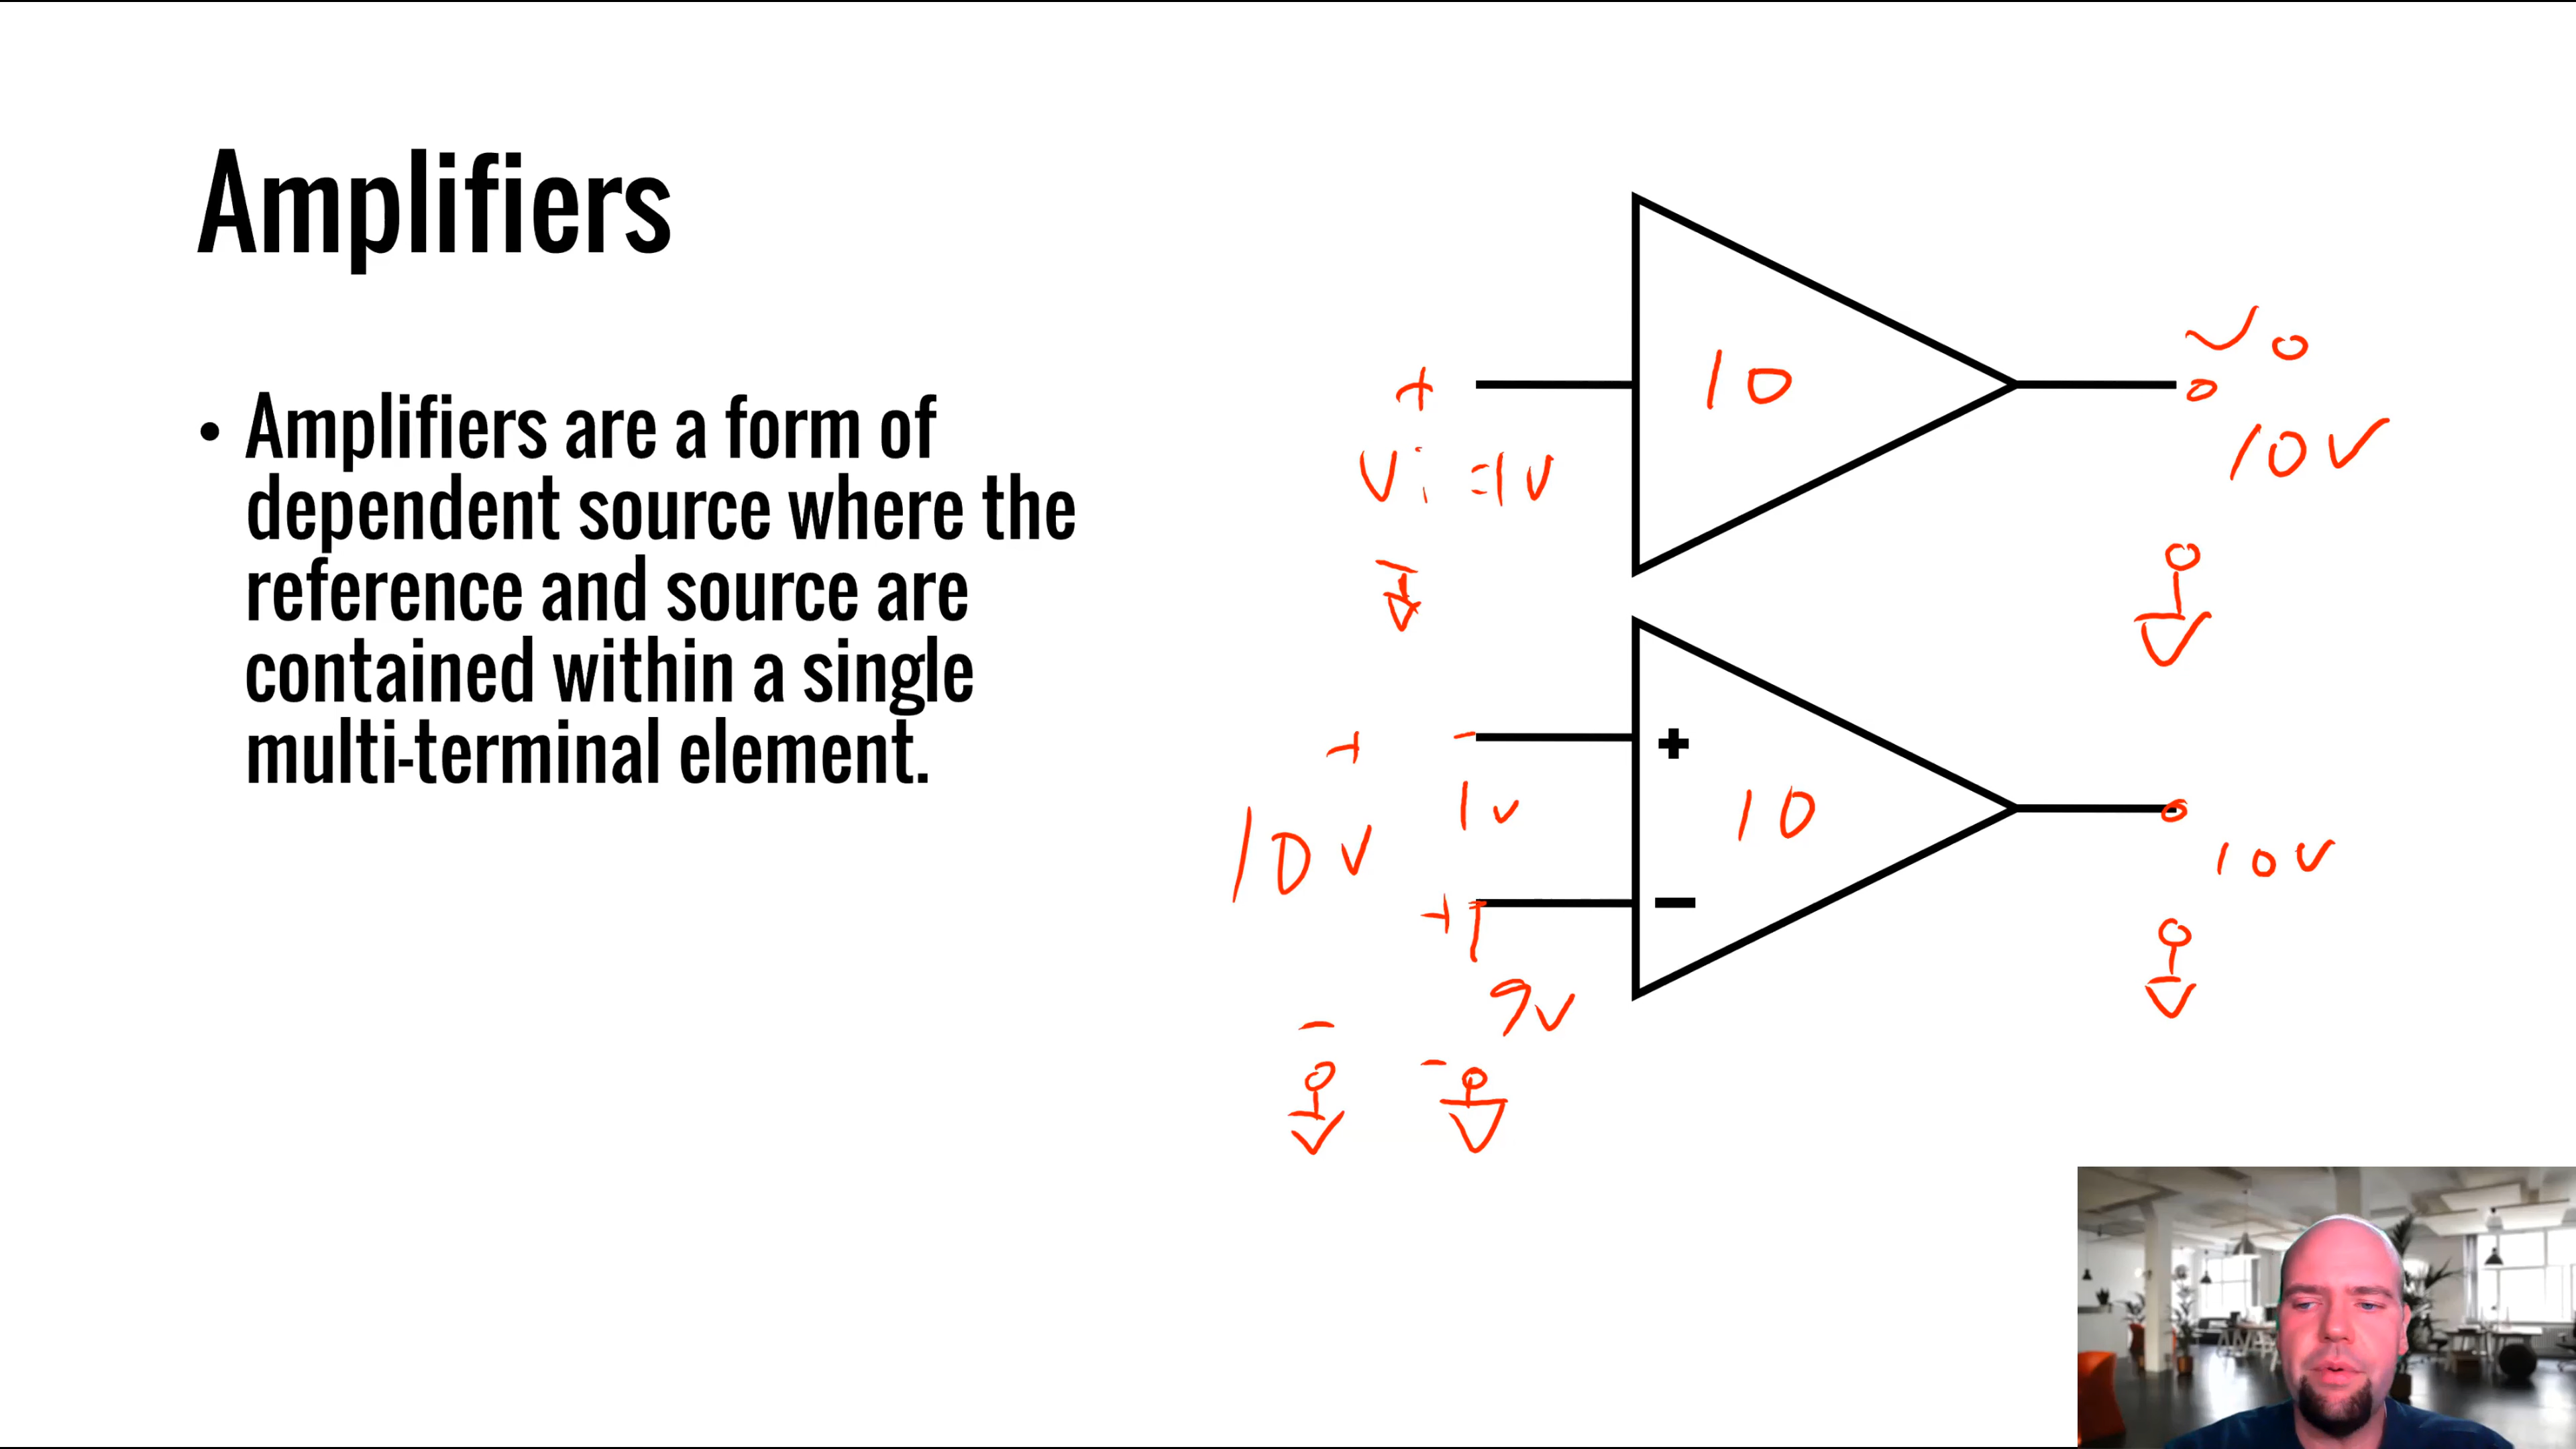 Amplifiers
• Amplifiers are a form of
dependent source where the
reference and source are
contained within a single
multi-terminal element.
10
+
Vi =1V
-
Vo
10V
+ -
1v
10V
+
9v
-
-
+
10
-
10V